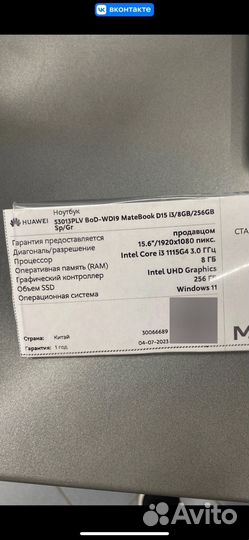 вконтакте
HUAWEI
Ноутбук
53013PLV BoD-WDI9 MateBook D15 i3/8GB/256GB
Sp/Gr
Гарантия предоставляется продавцом
Диагональ/разрешение 15.6"/1920x1080 пикс.
Процессор Intel Core i3 1115G4 3.0 ГГц
Оперативная память (RAM) 8 ГБ
Графический контроллер Intel UHD Graphics
Объем SSD 256 Гг
Операционная система Windows 11
Страна: Китай 30066689
Гарантия: 1 год 04-07-2023
СТА
М
Avito